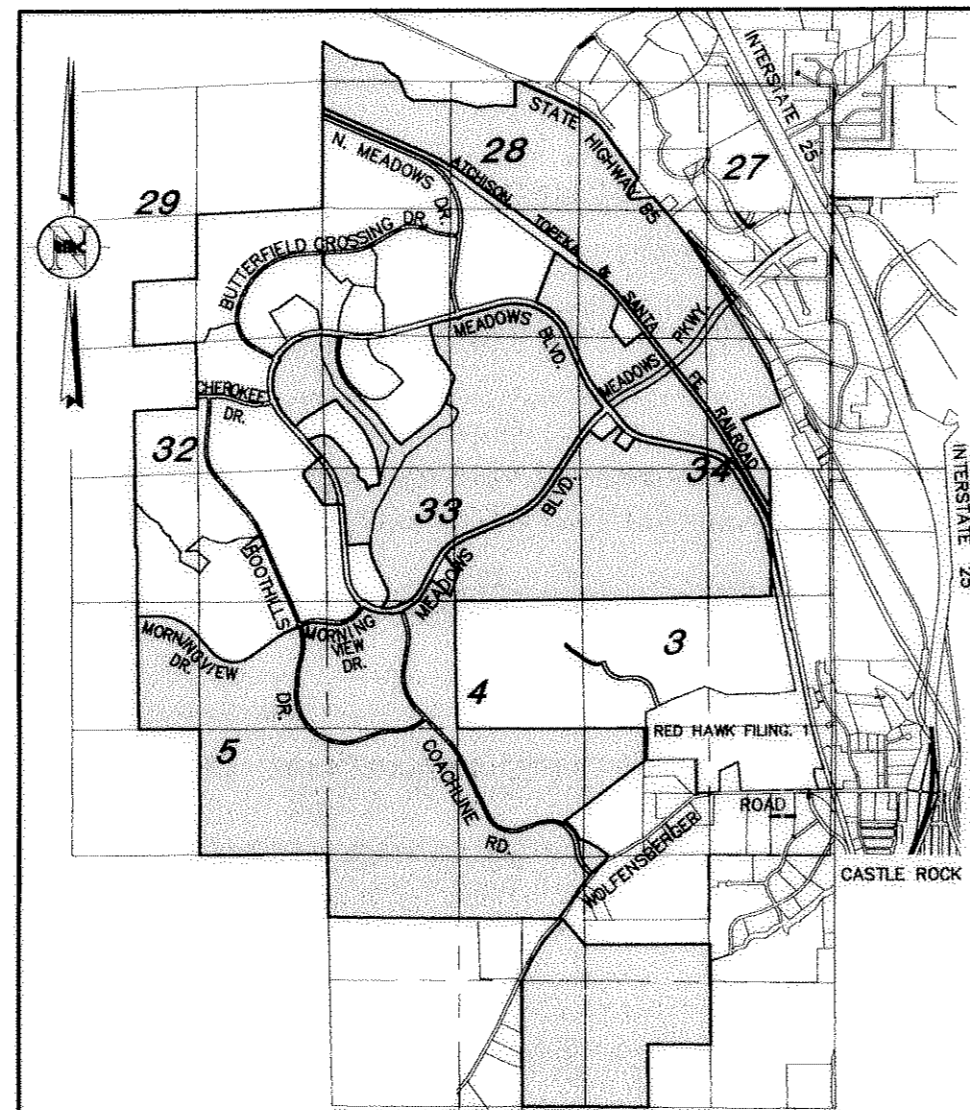 INTERSTATE 25
STATE HIGHWAY 85
N. MEADOWS DR.
28
27
ATCHISON TOPEKA & SANTA FE RAILROAD
29
BUTTERFIELD CROSSING DR.
MEADOWS BLVD.
MEADOWS PKWY.
CHEROKEE DR.
32
33
34
MEADOWS BLVD.
INTERSTATE 25
FOOTHILLS DR.
MORNINGVIEW DR.
MORNING VIEW DR.
3
4
5
RED HAWK FILING. 1
COACHLINE RD.
WOLFENSBERGER ROAD
CASTLE ROCK